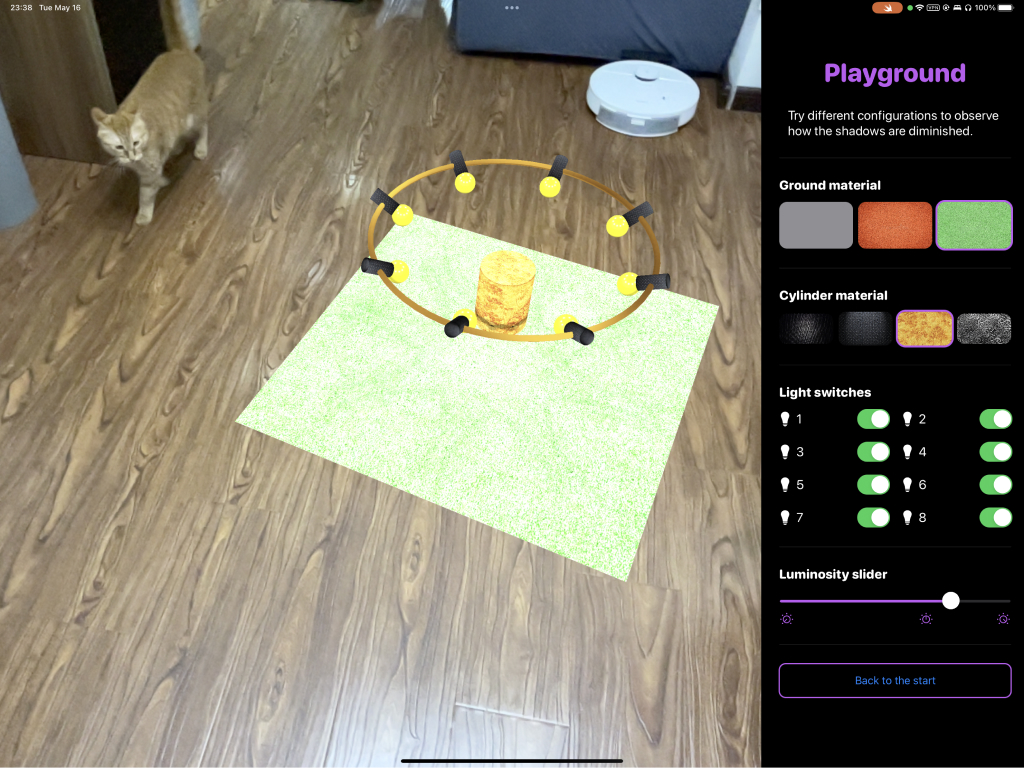 23:38 Tue May 16
VPN
100%
Playground
Try different configurations to observe
how the shadows are diminished.
Ground material
Cylinder material
Light switches
1
2
3
4
5
6
7
8
Luminosity slider
Back to the start